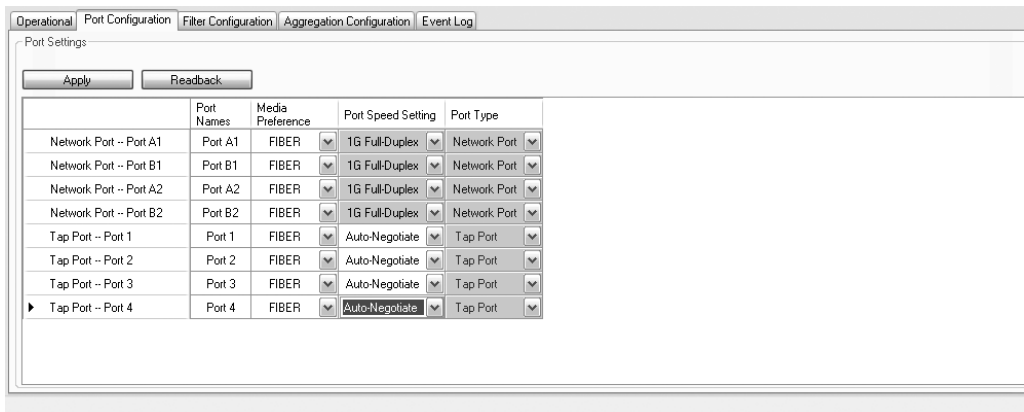 Operational Port Configuration Filter Configuration Aggregation Configuration Event Log
Port Settings
Apply Readback
Port Names Media Preference Port Speed Setting Port Type
Network Port -- Port A1 Port A1 FIBER 1G Full-Duplex Network Port
Network Port -- Port B1 Port B1 FIBER 1G Full-Duplex Network Port
Network Port -- Port A2 Port A2 FIBER 1G Full-Duplex Network Port
Network Port -- Port B2 Port B2 FIBER 1G Full-Duplex Network Port
Tap Port -- Port 1 Port 1 FIBER Auto-Negotiate Tap Port
Tap Port -- Port 2 Port 2 FIBER Auto-Negotiate Tap Port
Tap Port -- Port 3 Port 3 FIBER Auto-Negotiate Tap Port
Tap Port -- Port 4 Port 4 FIBER Auto-Negotiate Tap Port